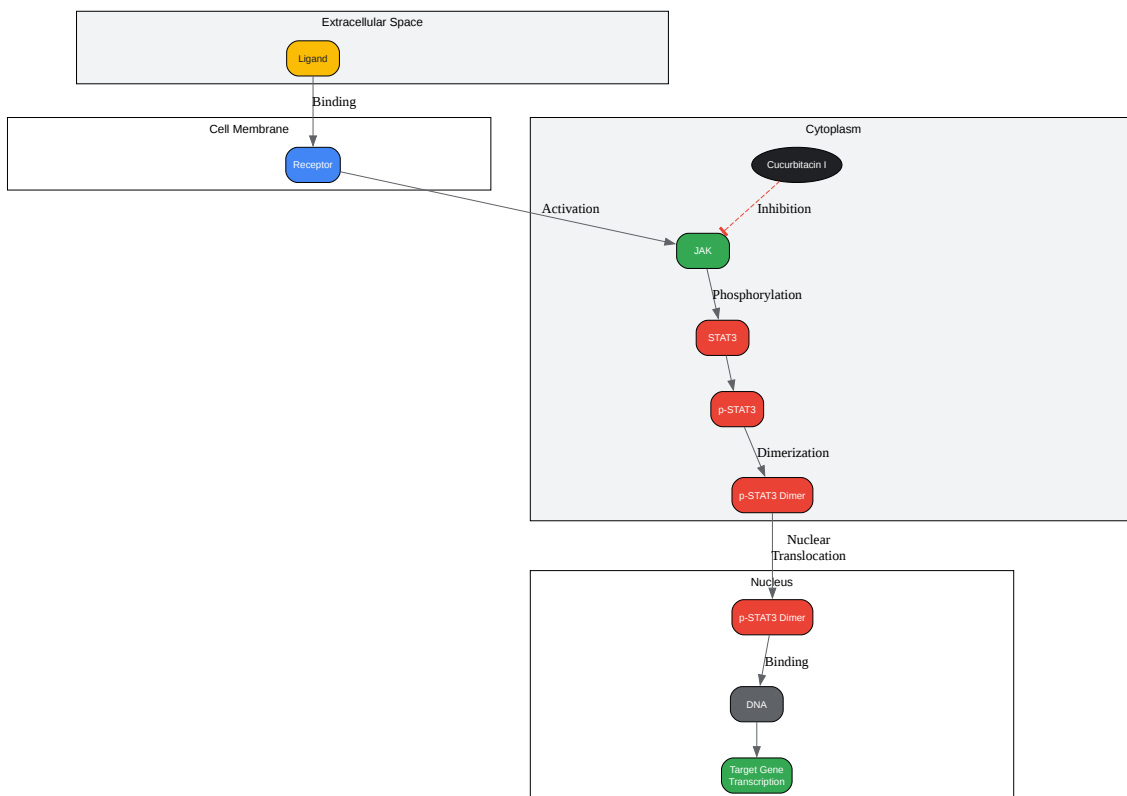 Extracellular Space
Ligand
Binding
Cell Membrane
Receptor
Activation
Cytoplasm
Cucurbitacin I
Inhibition
JAK
Phosphorylation
STAT3
p-STAT3
Dimerization
p-STAT3 Dimer
Nuclear
Translocation
Nucleus
p-STAT3 Dimer
Binding
DNA
Target Gene
Transcription